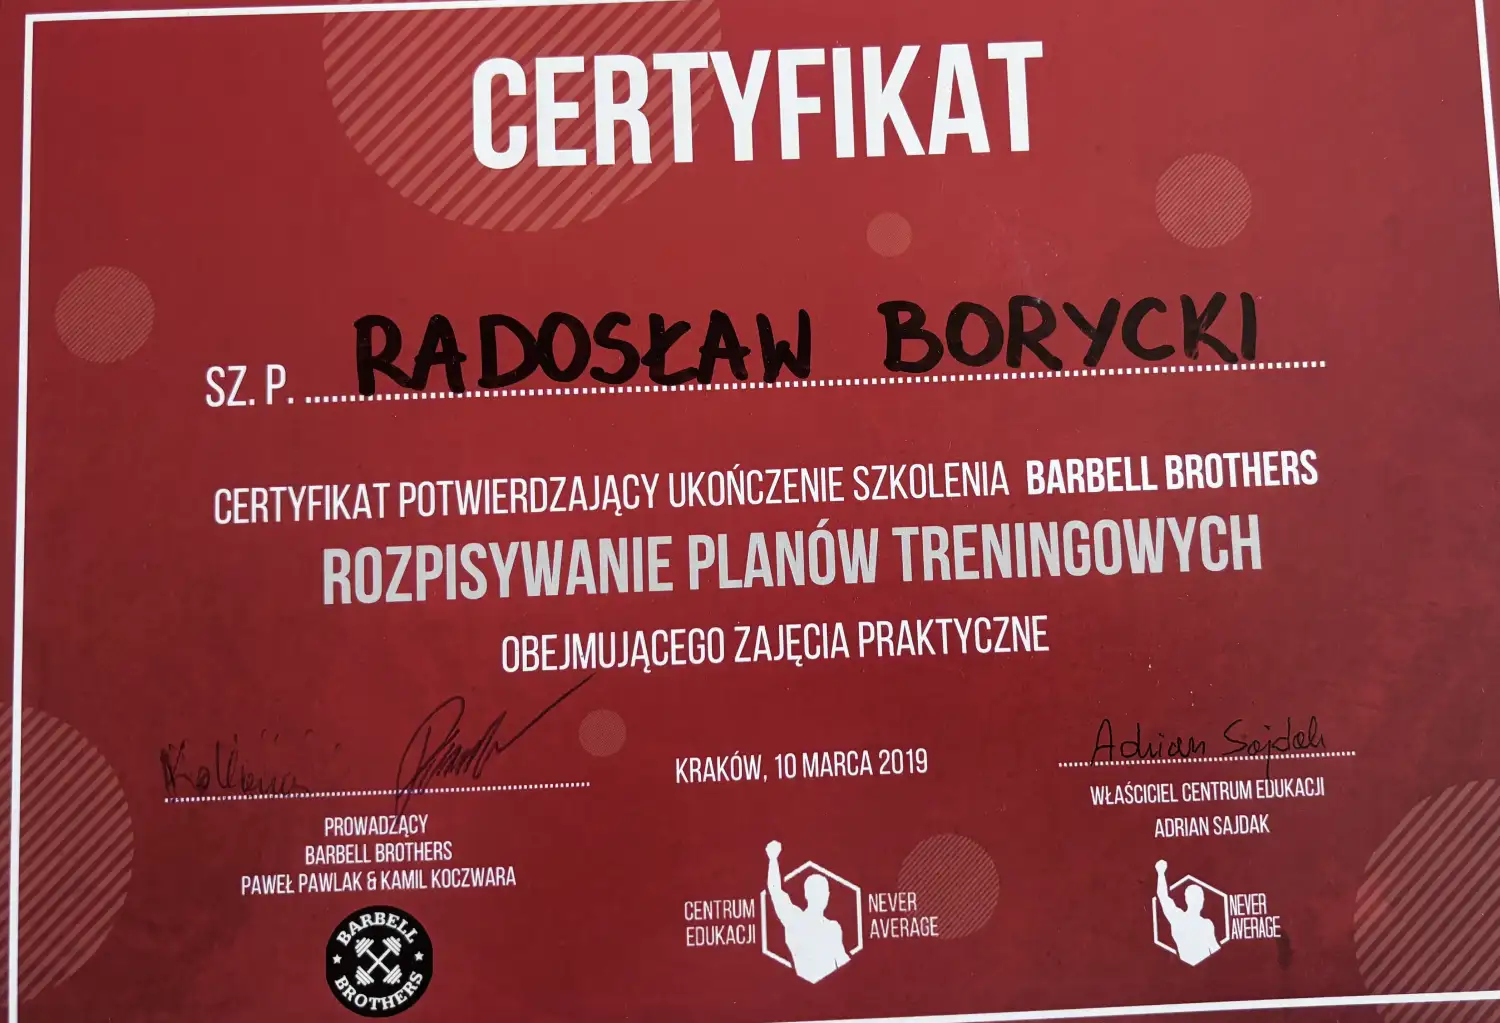 CERTYFIKAT
SZ. P. RADOSŁAW BORYCKI
CERTYFIKAT POTWIERDZAJĄCY UKOŃCZENIE SZKOLENIA BARBELL BROTHERS
ROZPISYWANIE PLANÓW TRENINGOWYCH
OBEJMUJĄCEGO ZAJĘCIA PRAKTYCZNE
PROWADZĄCY
BARBELL BROTHERS
PAWEŁ PAWLAK & KAMIL KOCZWARA
BARBELL
BROTHERS
KRAKÓW, 10 MARCA 2019
CENTRUM
EDUKACJI
NEVER
AVERAGE
Adrian Sajdak
WŁAŚCICIEL CENTRUM EDUKACJI
ADRIAN SAJDAK
NEVER
AVERAGE